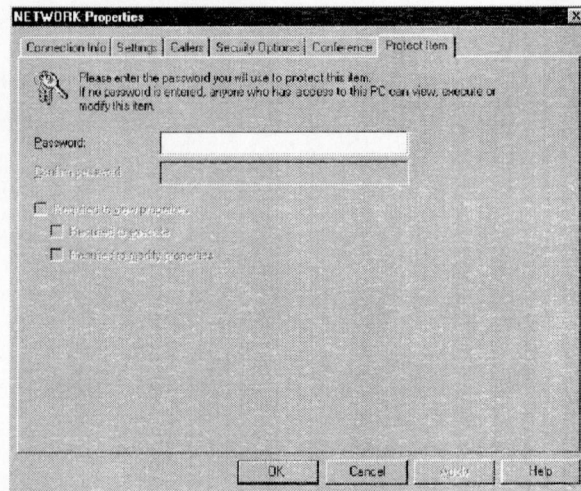 NETWORK Properties
Connection Info Settings Callers Security Options Conference Protect Item
Please enter the password you will use to protect this item.
If no password is entered, anyone who has access to this PC can view, execute or
modify this item.
Password:
Confirm password
Required to view properties
Required to execute
Required to modify properties
OK Cancel Apply Help